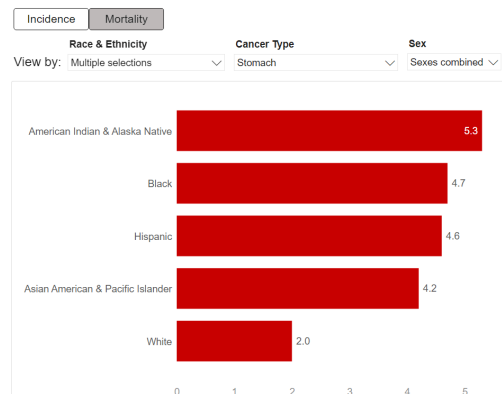 Incidence Mortality
Race & Ethnicity Cancer Type Sex
View by: Multiple selections Stomach Sexes combined
American Indian & Alaska Native 5.3
Black 4.7
Hispanic 4.6
Asian American & Pacific Islander 4.2
White 2.0
0 1 2 3 4 5